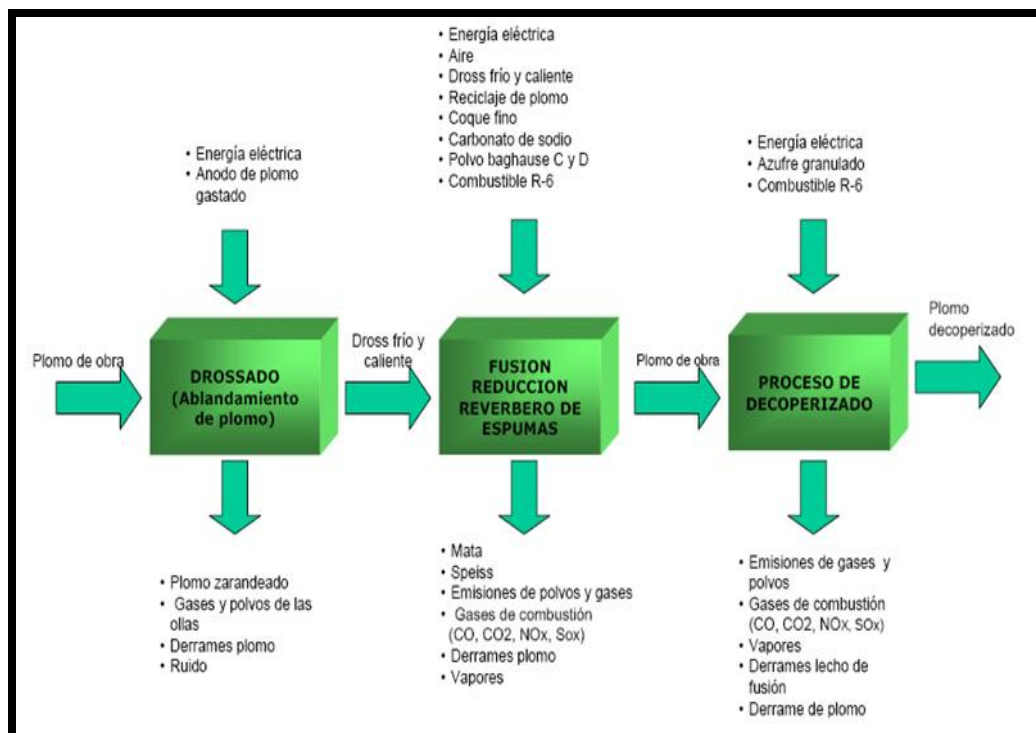 • Energía eléctrica
• Aire
• Dross frío y caliente
• Reciclaje de plomo
• Coque fino
• Carbonato de sodio
• Polvo baghause C y D
• Combustible R-6
• Energía eléctrica
• Anodo de plomo
gastado
• Energía eléctrica
• Azufre granulado
• Combustible R-6
Plomo de obra
DROSSADO
(Ablandamiento
de plomo)
Dross frío y
caliente
FUSION
REDUCCION
REVERBERO DE
ESPUMAS
Plomo de obra
PROCESO DE
DECOPERIZADO
Plomo
decoperizado
• Plomo zarandeado
• Gases y polvos de las
ollas
• Derrames plomo
• Ruido
• Mata
• Speiss
• Emisiones de polvos y gases
• Gases de combustión
(CO, CO2, NOx, Sox)
• Derrames plomo
• Vapores
• Emisiones de gases y
polvos
• Gases de combustión
(CO, CO2, NOx, SOx)
• Vapores
• Derrames lecho de
fusión
• Derrame de plomo